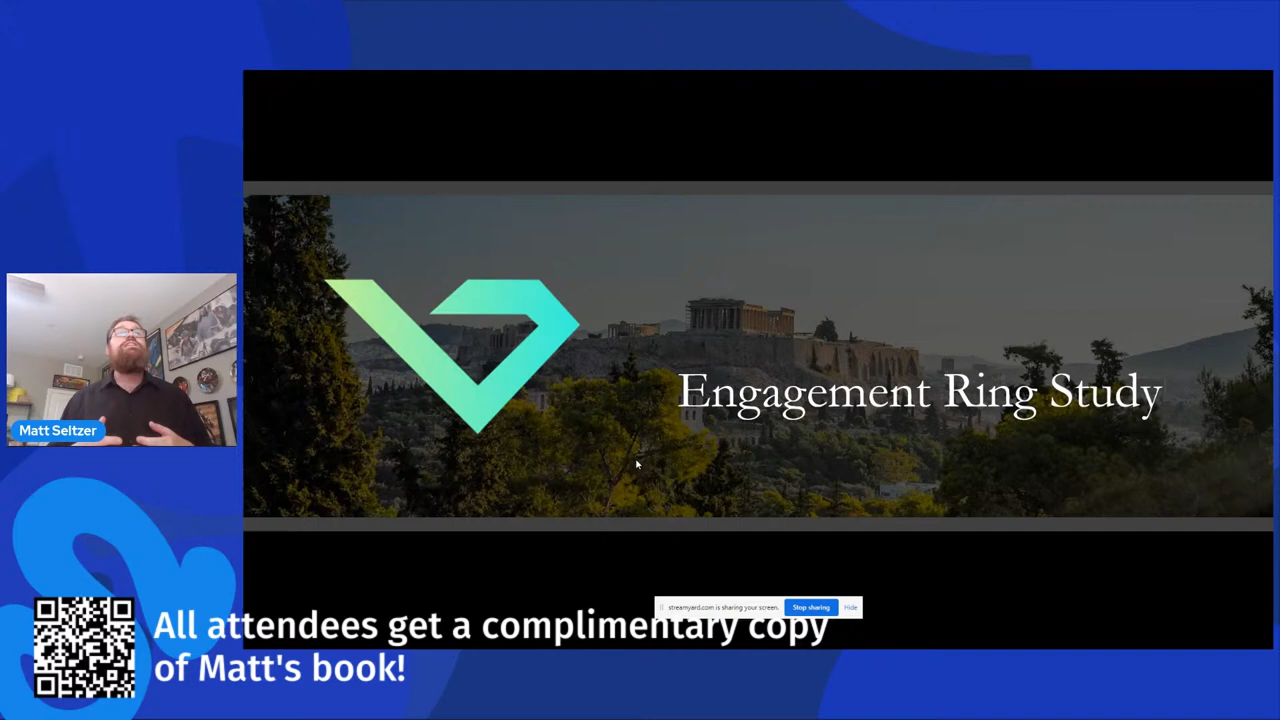 Engagement Ring Study
Matt Seltzer
streamyard.com is sharing your screen.
Stop sharing
Hide
All attendees get a complimentary copy
of Matt's book!